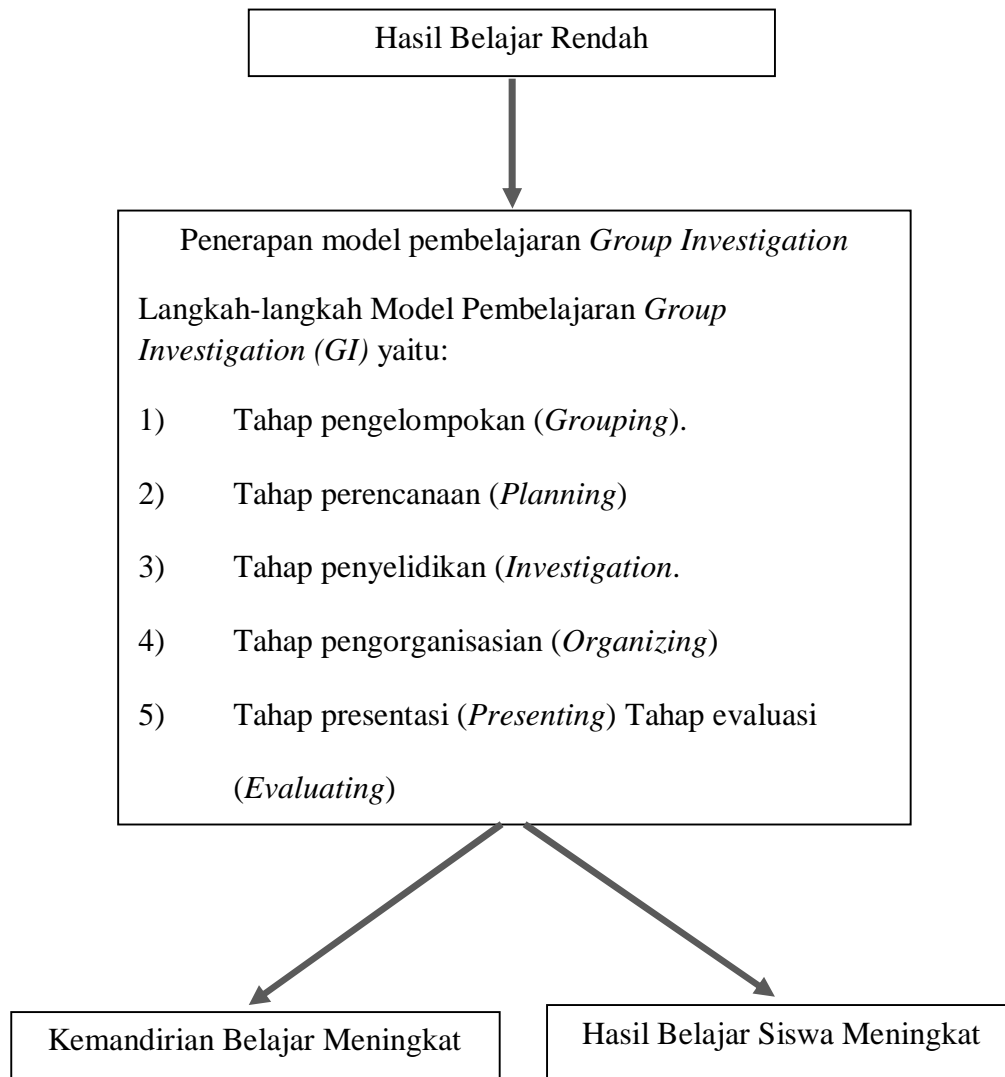 Hasil Belajar Rendah
Penerapan model pembelajaran Group Investigation
Langkah-langkah Model Pembelajaran Group
Investigation (GI) yaitu:
1) Tahap pengelompokan (Grouping).
2) Tahap perencanaan (Planning)
3) Tahap penyelidikan (Investigation.
4) Tahap pengorganisasian (Organizing)
5) Tahap presentasi (Presenting) Tahap evaluasi
(Evaluating)
Kemandirian Belajar Meningkat
Hasil Belajar Siswa Meningkat